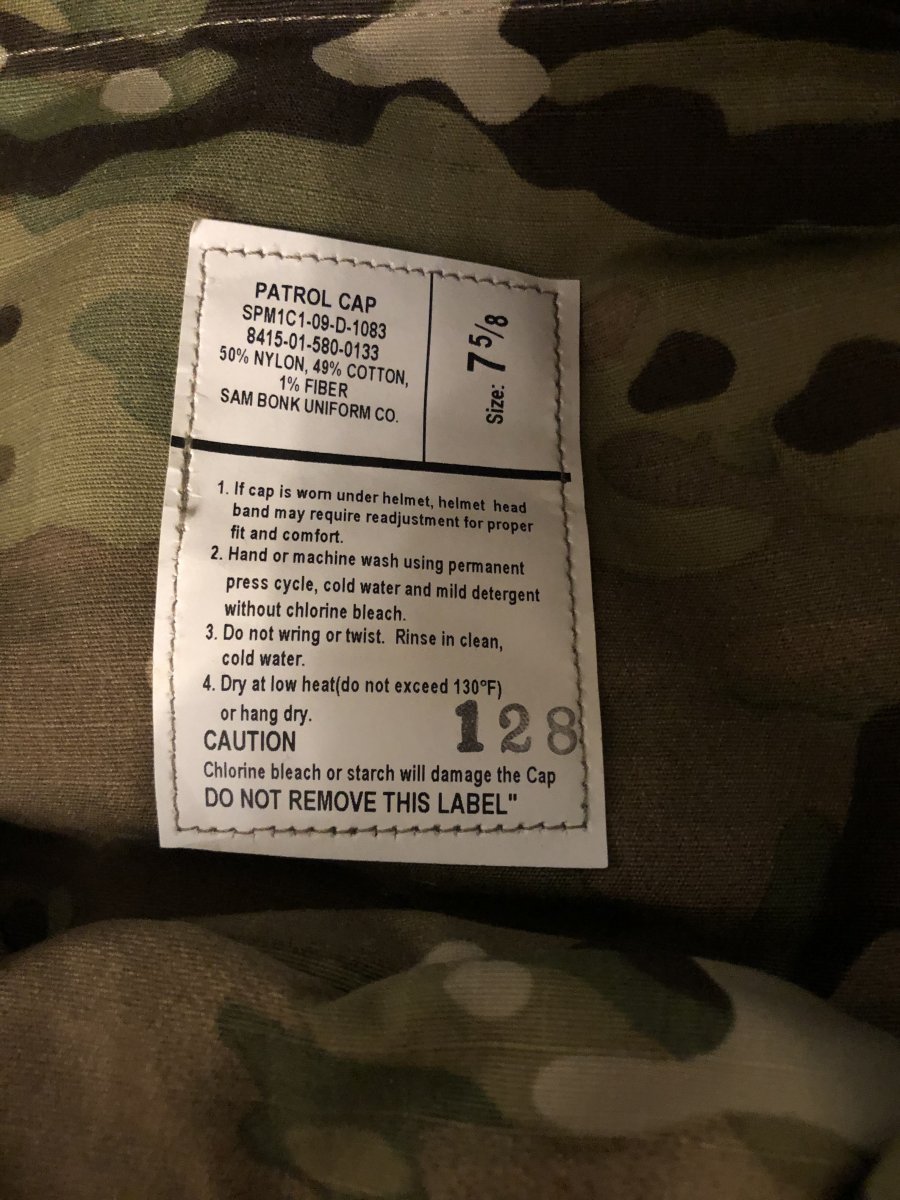 PATROL CAP
SPM1C1-09-D-1083
8415-01-580-0133
50% NYLON, 49% COTTON,
1% FIBER
SAM BONK UNIFORM CO.
Size: 7 5/8
1. If cap is worn under helmet, helmet head
band may require readjustment for proper
fit and comfort.
2. Hand or machine wash using permanent
press cycle, cold water and mild detergent
without chlorine bleach.
3. Do not wring or twist. Rinse in clean,
cold water.
4. Dry at low heat(do not exceed 130°F)
or hang dry.
128
CAUTION
Chlorine bleach or starch will damage the Cap
DO NOT REMOVE THIS LABEL"